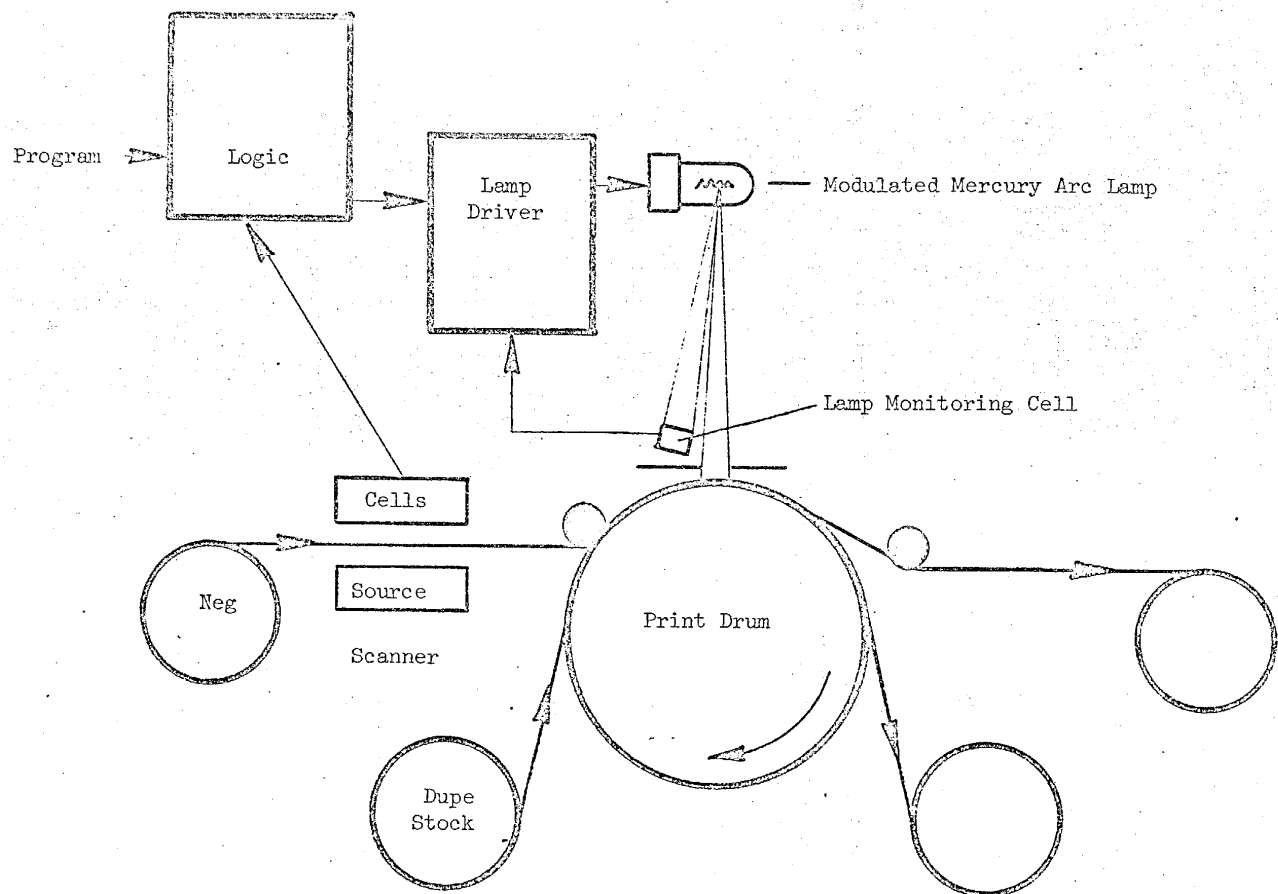 Program
Logic
Lamp
Driver
Modulated Mercury Arc Lamp
Lamp Monitoring Cell
Cells
Neg
Source
Scanner
Print Drum
Dupe
Stock